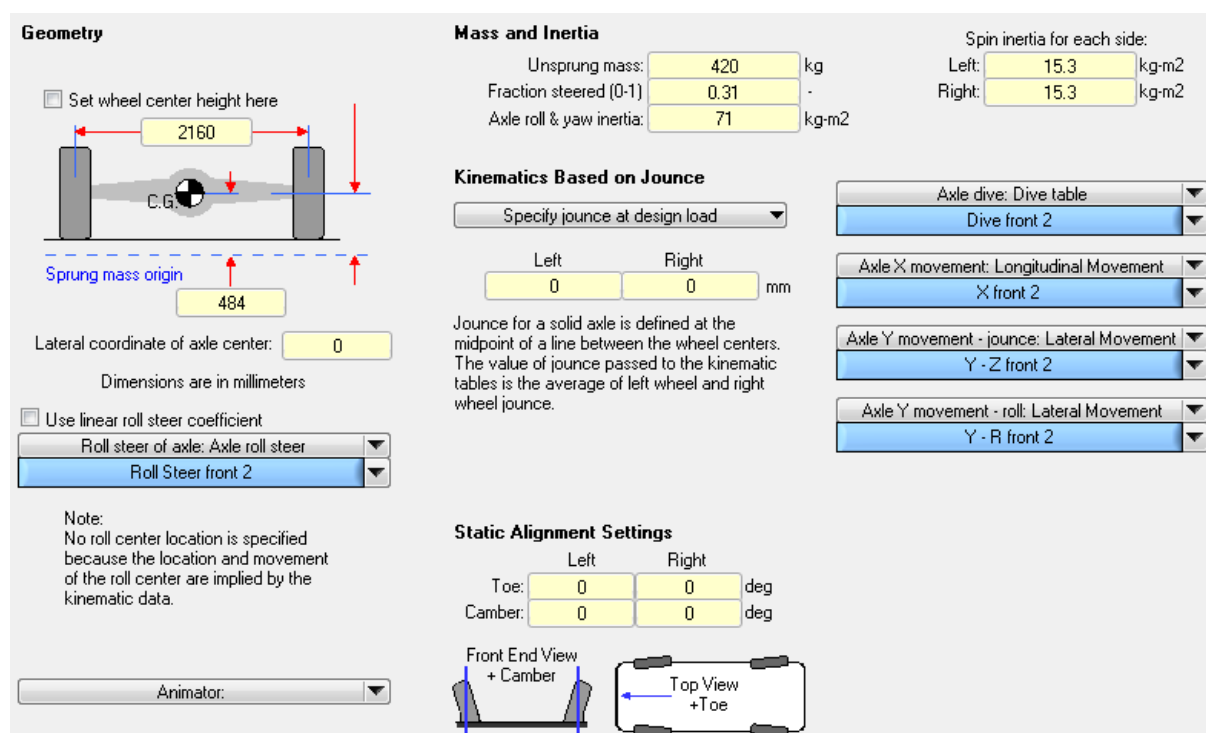 Geometry
Set wheel center height here
2160
C.G.
Sprung mass origin
484
Lateral coordinate of axle center: 0
Dimensions are in millimeters
Use linear roll steer coefficient
Roll steer of axle: Axle roll steer
Roll Steer front 2
Note:
No roll center location is specified
because the location and movement
of the roll center are implied by the
kinematic data.
Animator:
Mass and Inertia
Unsprung mass: 420 kg
Fraction steered (0-1) 0.31 -
Axle roll & yaw inertia: 71 kg-m2
Spin inertia for each side:
Left: 15.3 kg-m2
Right: 15.3 kg-m2
Kinematics Based on Jounce
Specify jounce at design load
Left Right
0 0 mm
Jounce for a solid axle is defined at the
midpoint of a line between the wheel centers.
The value of jounce passed to the kinematic
tables is the average of left wheel and right
wheel jounce.
Axle dive: Dive table
Dive front 2
Axle X movement: Longitudinal Movement
X front 2
Axle Y movement - jounce: Lateral Movement
Y - Z front 2
Axle Y movement - roll: Lateral Movement
Y - R front 2
Static Alignment Settings
Left Right
Toe: 0 0 deg
Camber: 0 0 deg
Front End View
+ Camber
Top View
+Toe